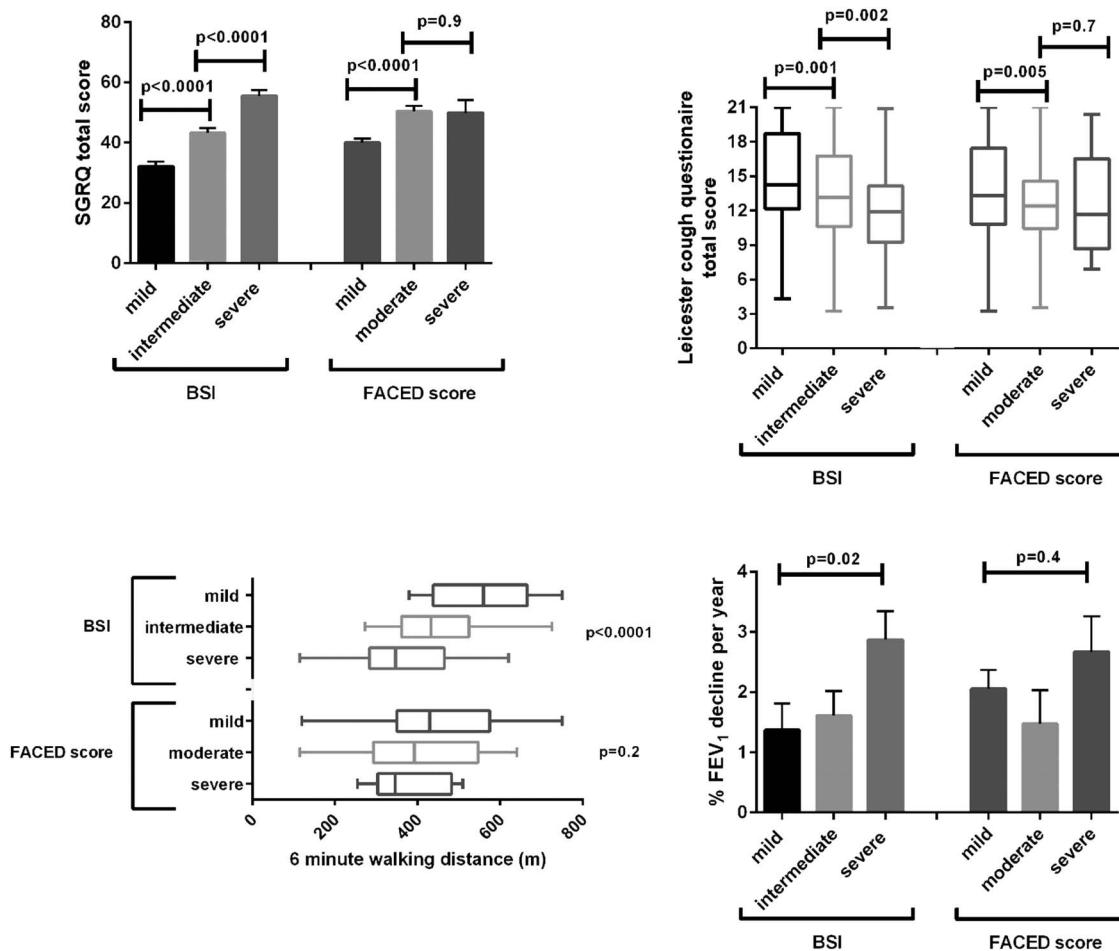 SGRQ total score
80
60
40
20
0
p<0.0001
p<0.0001
p<0.0001
p=0.9
mild
intermediate
severe
mild
moderate
severe
BSI
FACED score
Leicester cough questionaire
total score
21
18
15
12
9
6
3
0
p=0.001
p=0.002
p=0.005
p=0.7
mild
intermediate
severe
mild
moderate
severe
BSI
FACED score
BSI
mild
intermediate
severe
p<0.0001
FACED score
mild
moderate
severe
p=0.2
0
200
400
600
800
6 minute walking distance (m)
% FEV₁ decline per year
4
3
2
1
0
p=0.02
p=0.4
mild
intermediate
severe
mild
moderate
severe
BSI
FACED score